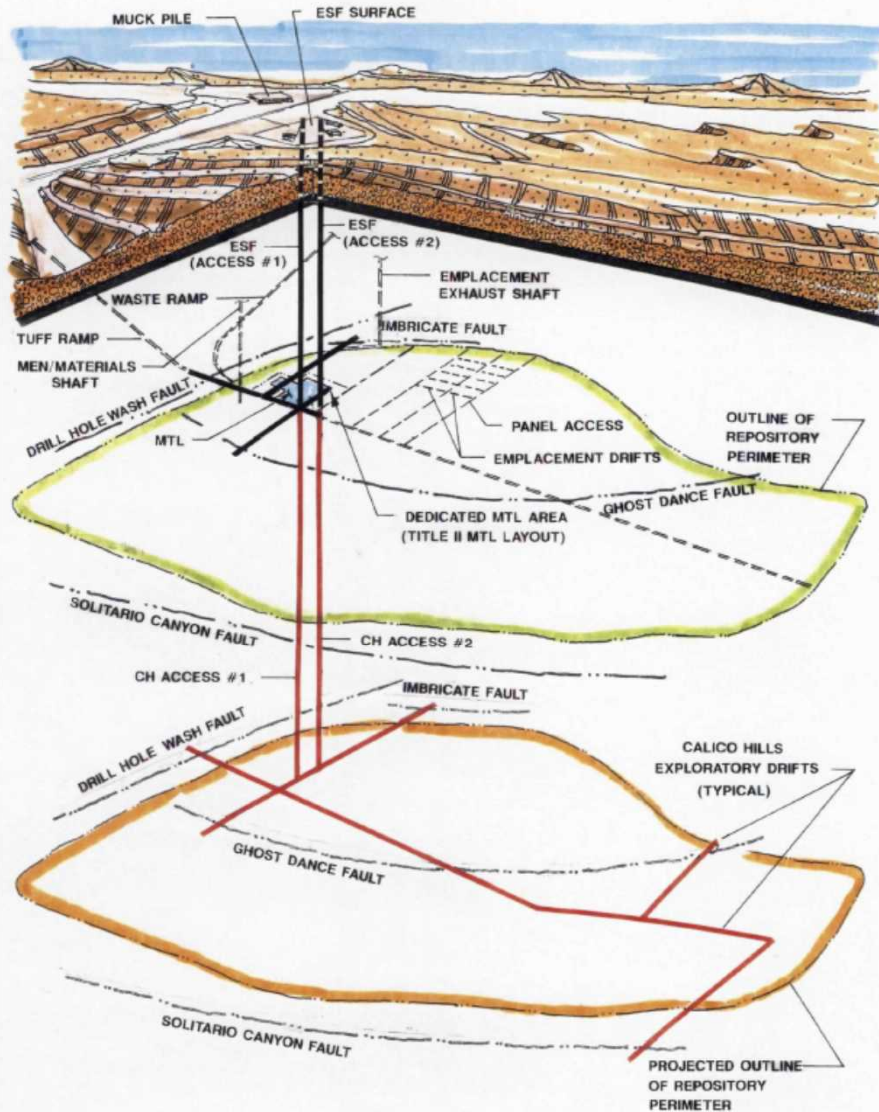 MUCK PILE
ESF SURFACE
ESF
(ACCESS #1)
ESF
(ACCESS #2)
WASTE RAMP
EMPLACEMENT
EXHAUST SHAFT
TUFF RAMP
IMBRICATE FAULT
MEN/MATERIALS
SHAFT
DRILL HOLE WASH FAULT
MTL
PANEL ACCESS
OUTLINE OF
REPOSITORY
PERIMETER
EMPLACEMENT DRIFTS
GHOST DANCE FAULT
DEDICATED MTL AREA
(TITLE II MTL LAYOUT)
SOLITARIO CANYON FAULT
CH ACCESS #2
CH ACCESS #1
IMBRICATE FAULT
DRILL HOLE WASH FAULT
CALICO HILLS
EXPLORATORY DRIFTS
(TYPICAL)
GHOST DANCE FAULT
SOLITARIO CANYON FAULT
PROJECTED OUTLINE
OF REPOSITORY
PERIMETER